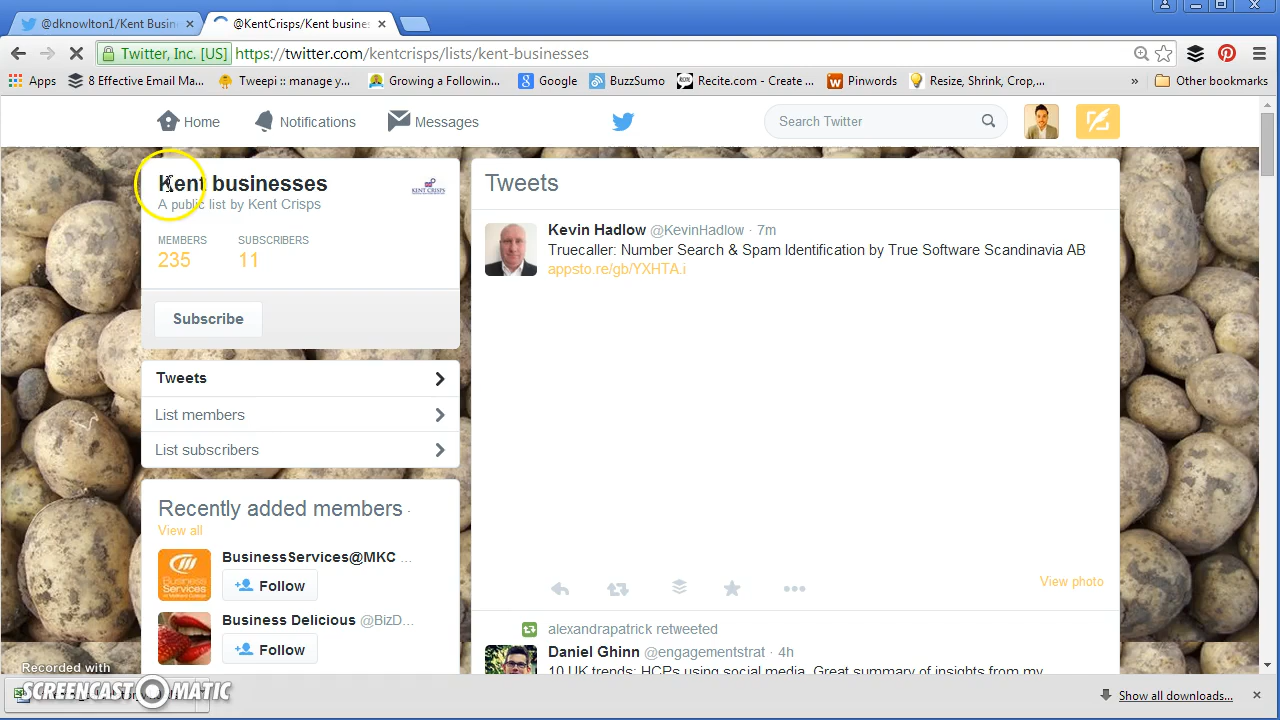 @dknowlton1/Kent Busin
@KentCrisps/Kent busine
Twitter, Inc. [US]
https://twitter.com/kentcrisps/lists/kent-businesses
Apps
8 Effective Email Ma...
Tweepi :: manage y...
Growing a Followin...
Google
BuzzSumo
Recite.com - Create ...
Pinwords
Resize, Shrink, Crop,...
»
Other bookmarks
Home
Notifications
Messages
Search Twitter
Kent businesses
A public list by Kent Crisps
KENT CRISPS
MEMBERS
235
SUBSCRIBERS
11
Subscribe
Tweets
List members
List subscribers
Recently added members ·
View all
BusinessServices@MKC ...
Business Services
Follow
Business Delicious @BizD...
Follow
Tweets
Kevin Hadlow @KevinHadlow · 7m
Truecaller: Number Search & Spam Identification by True Software Scandinavia AB
appsto.re/gb/YXHTA.i
View photo
alexandrapatrick retweeted
Daniel Ghinn @engagementstrat · 4h
10 UK trends: HCPs using social media. Great summary of insights from my
Recorded with
SCREENCAST-O-MATIC
Show all downloads...